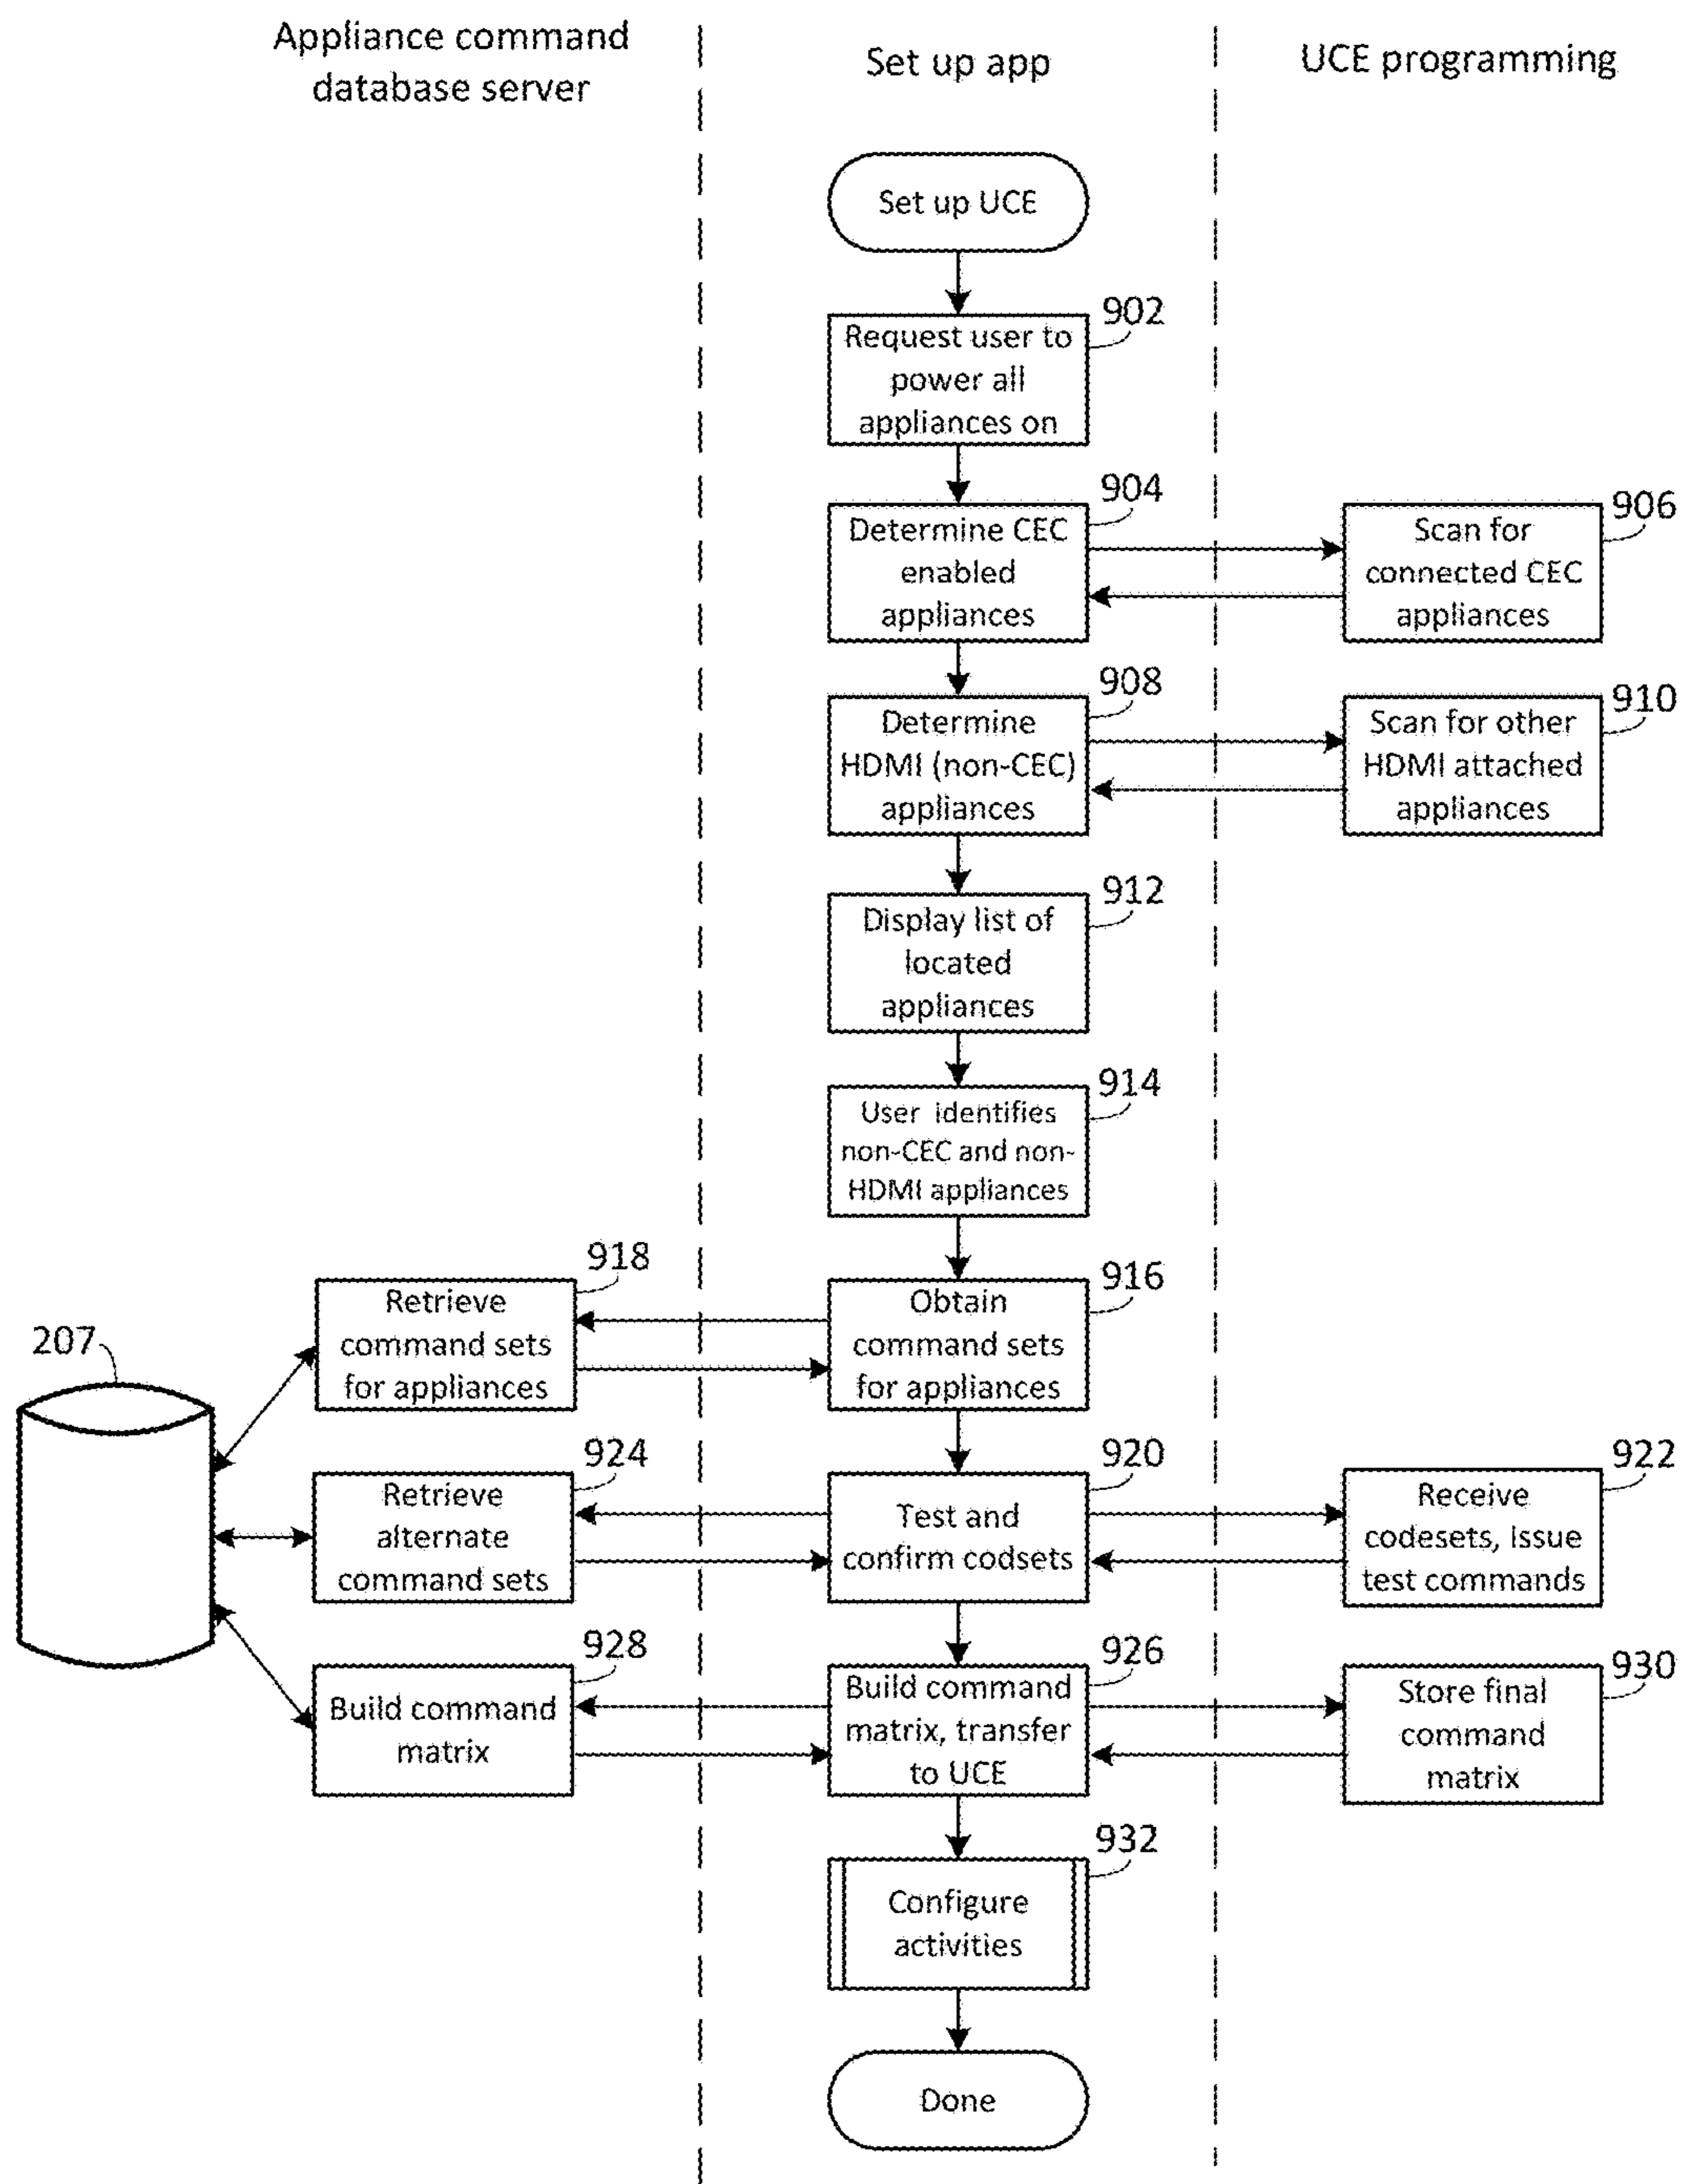 Appliance command
database server
Set up app
UCE programming
Set up UCE
902
Request user to
power all
appliances on
904
Determine CEC
enabled
appliances
906
Scan for
connected CEC
appliances
908
Determine
HDMI (non-CEC)
appliances
910
Scan for other
HDMI attached
appliances
912
Display list of
located
appliances
914
User identifies
non-CEC and non-
HDMI appliances
918
Retrieve
command sets
for appliances
916
Obtain
command sets
for appliances
207
924
Retrieve
alternate
command sets
920
Test and
confirm codsets
922
Receive
codesets, issue
test commands
928
Build command
matrix
926
Build command
matrix, transfer
to UCE
930
Store final
command
matrix
932
Configure
activities
Done